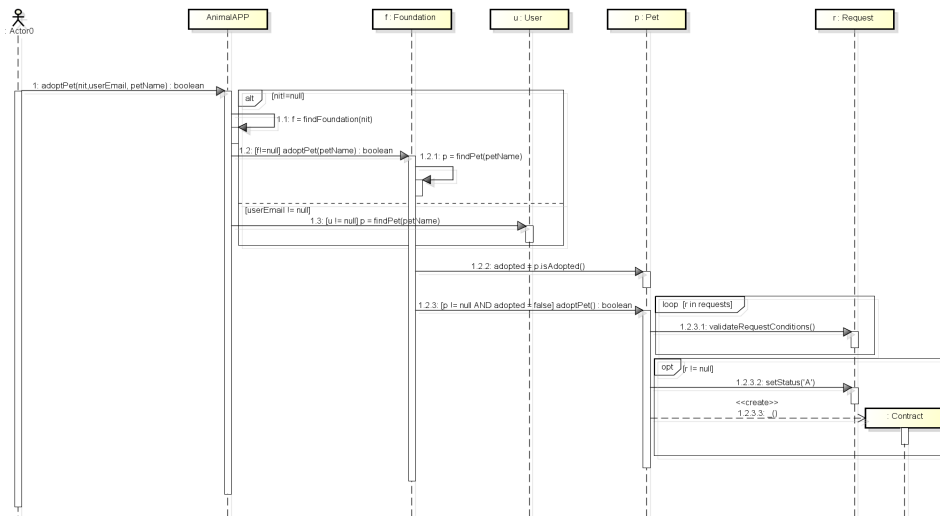 : Actor0
AnimalAPP
f : Foundation
u : User
p : Pet
r : Request
1: adoptPet(nit,userEmail, petName) : boolean
alt
[nit!=null]
1.1: f = findFoundation(nit)
1.2: [f!=null] adoptPet(petName) : boolean
1.2.1: p = findPet(petName)
[userEmail != null]
1.3: [u != null] p = findPet(petName)
1.2.2: adopted = p.isAdopted()
1.2.3: [p != null AND adopted = false] adoptPet() : boolean
loop [r in requests]
1.2.3.1: validateRequestConditions()
opt
[r != null]
1.2.3.2: setStatus('A')
<<create>>
1.2.3.3: _()
: Contract